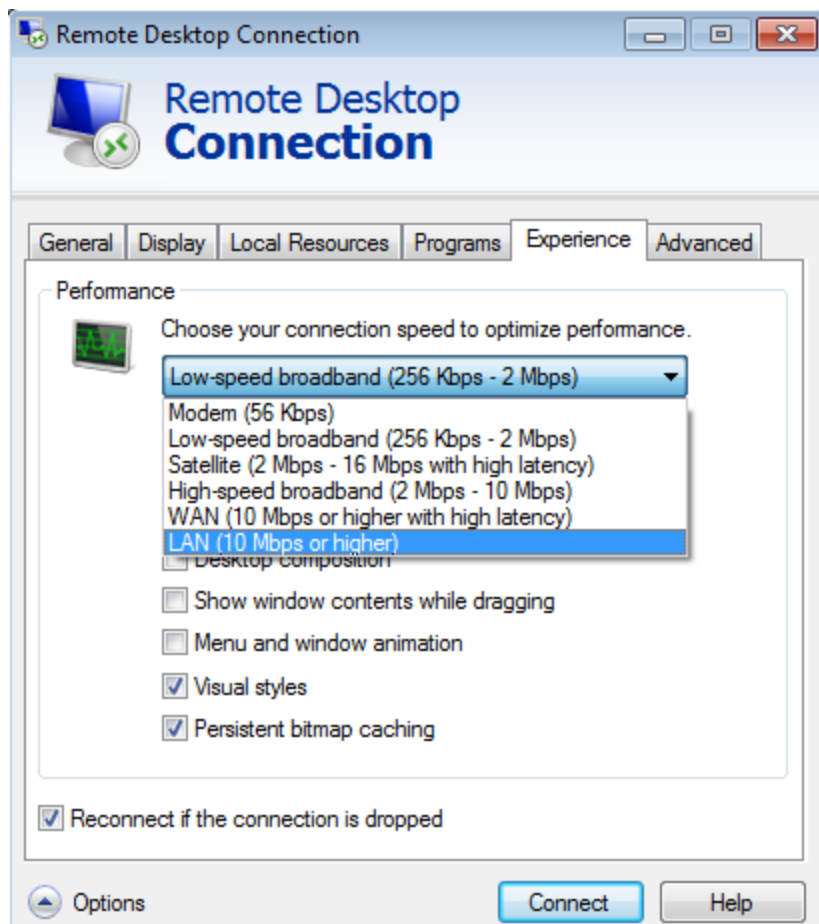 Remote Desktop Connection
Remote Desktop
Connection
General Display Local Resources Programs Experience Advanced
Performance
Choose your connection speed to optimize performance.
Low-speed broadband (256 Kbps - 2 Mbps)
Modem (56 Kbps)
Low-speed broadband (256 Kbps - 2 Mbps)
Satellite (2 Mbps - 16 Mbps with high latency)
High-speed broadband (2 Mbps - 10 Mbps)
WAN (10 Mbps or higher with high latency)
LAN (10 Mbps or higher)
Desktop composition
Show window contents while dragging
Menu and window animation
Visual styles
Persistent bitmap caching
Reconnect if the connection is dropped
Options Connect Help